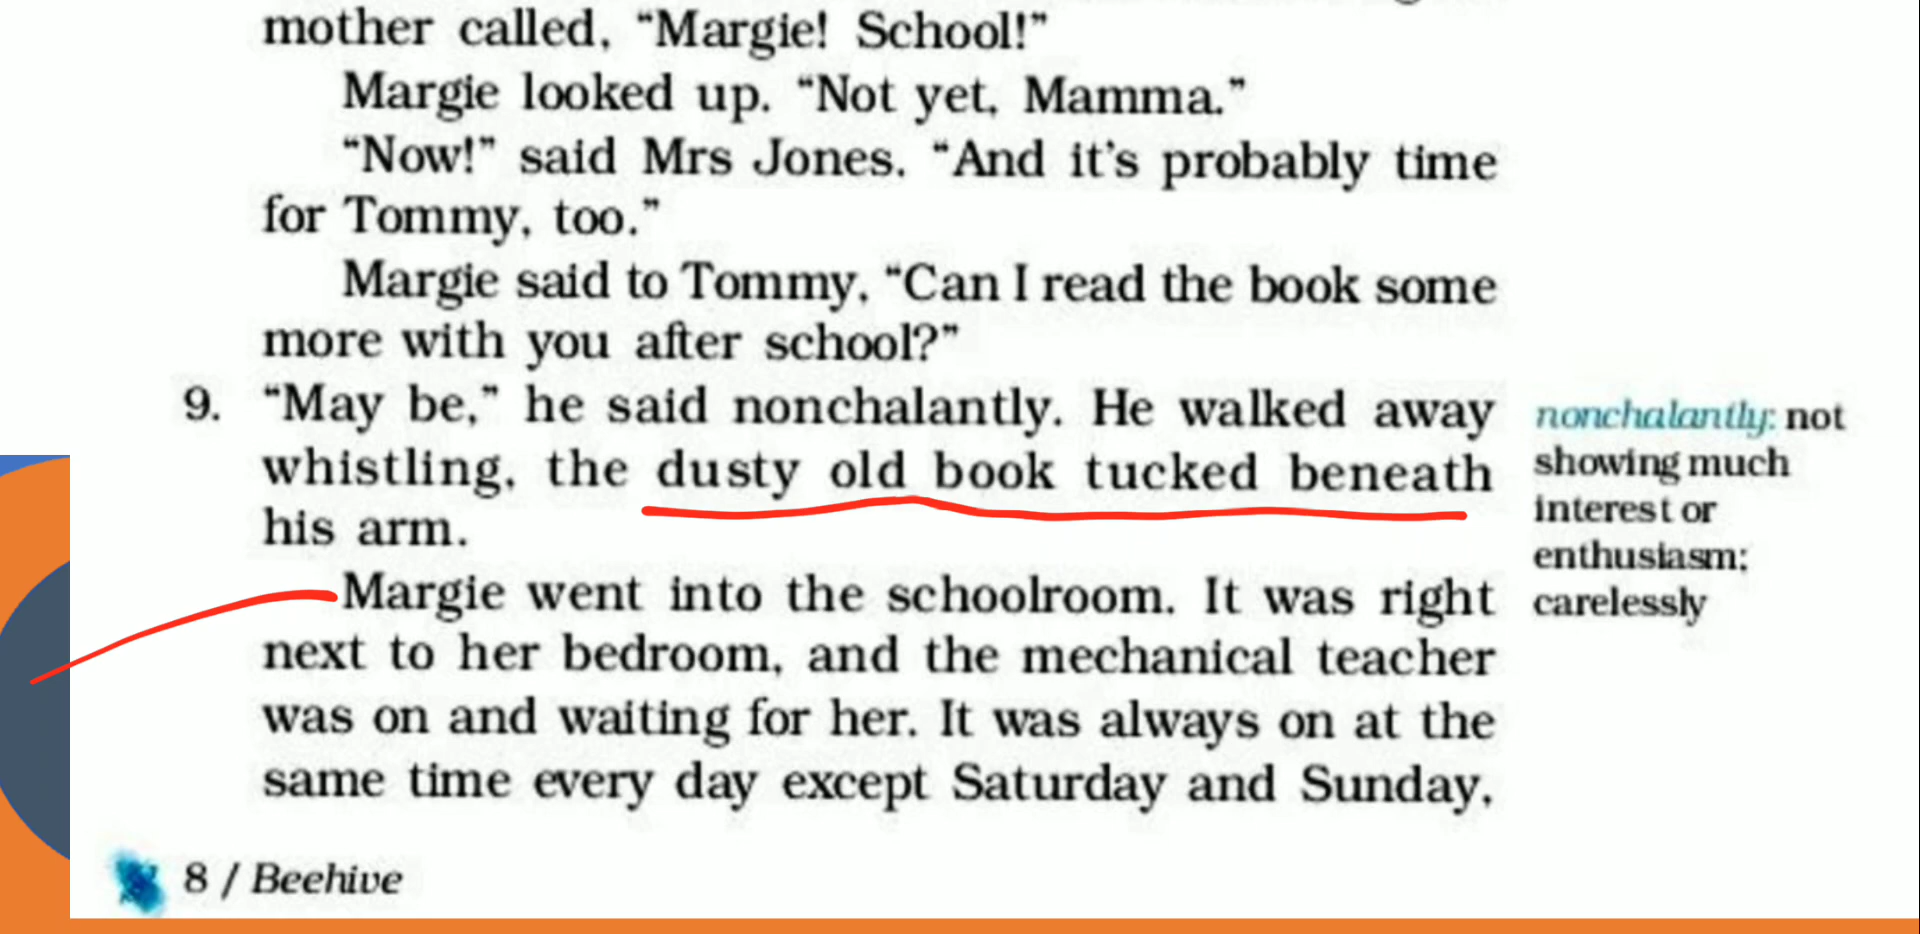 mother called, “Margie! School!”
Margie looked up. “Not yet, Mamma.”
“Now!” said Mrs Jones. “And it’s probably time
for Tommy, too.”
Margie said to Tommy, “Can I read the book some
more with you after school?”
9. “May be,” he said nonchalantly. He walked away
whistling, the dusty old book tucked beneath
his arm.
Margie went into the schoolroom. It was right
next to her bedroom, and the mechanical teacher
was on and waiting for her. It was always on at the
same time every day except Saturday and Sunday,
nonchalantly: not
showing much
interest or
enthusiasm;
carelessly
8 / Beehive